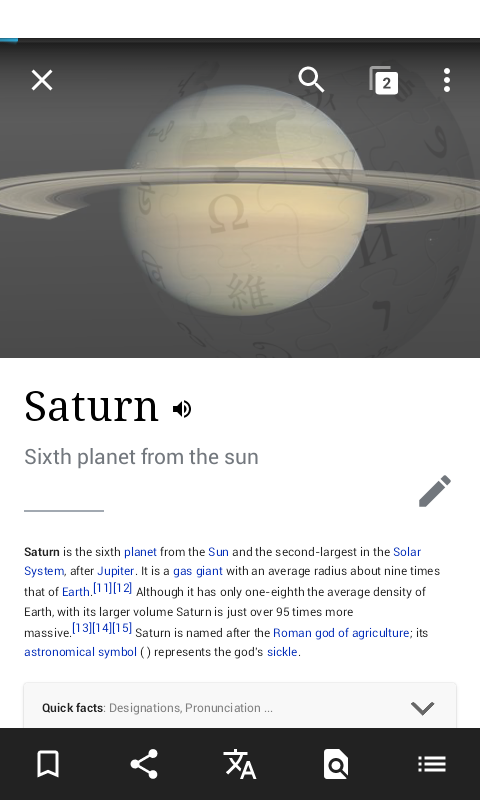 2
W
Ω
И
維
Saturn
Sixth planet from the sun
Saturn is the sixth planet from the Sun and the second-largest in the Solar
System, after Jupiter. It is a gas giant with an average radius about nine times
that of Earth.[11][12] Although it has only one-eighth the average density of
Earth, with its larger volume Saturn is just over 95 times more
massive.[13][14][15] Saturn is named after the Roman god of agriculture; its
astronomical symbol ( ) represents the god's sickle.
Quick facts: Designations, Pronunciation ...
文A